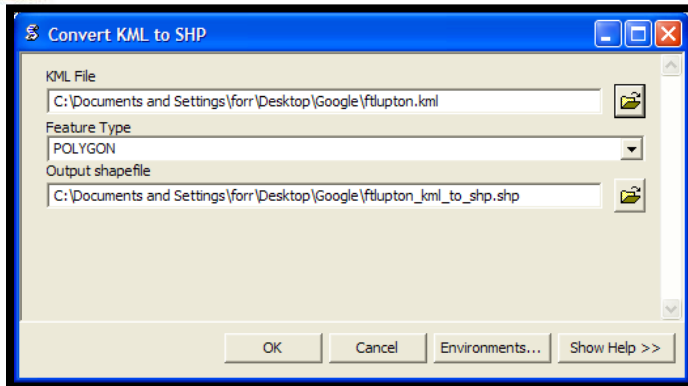 Convert KML to SHP
KML File
C:\Documents and Settings\forr\Desktop\Google\ftlupton.kml
Feature Type
POLYGON
Output shapefile
C:\Documents and Settings\forr\Desktop\Google\ftlupton_kml_to_shp.shp
OK Cancel Environments... Show Help >>